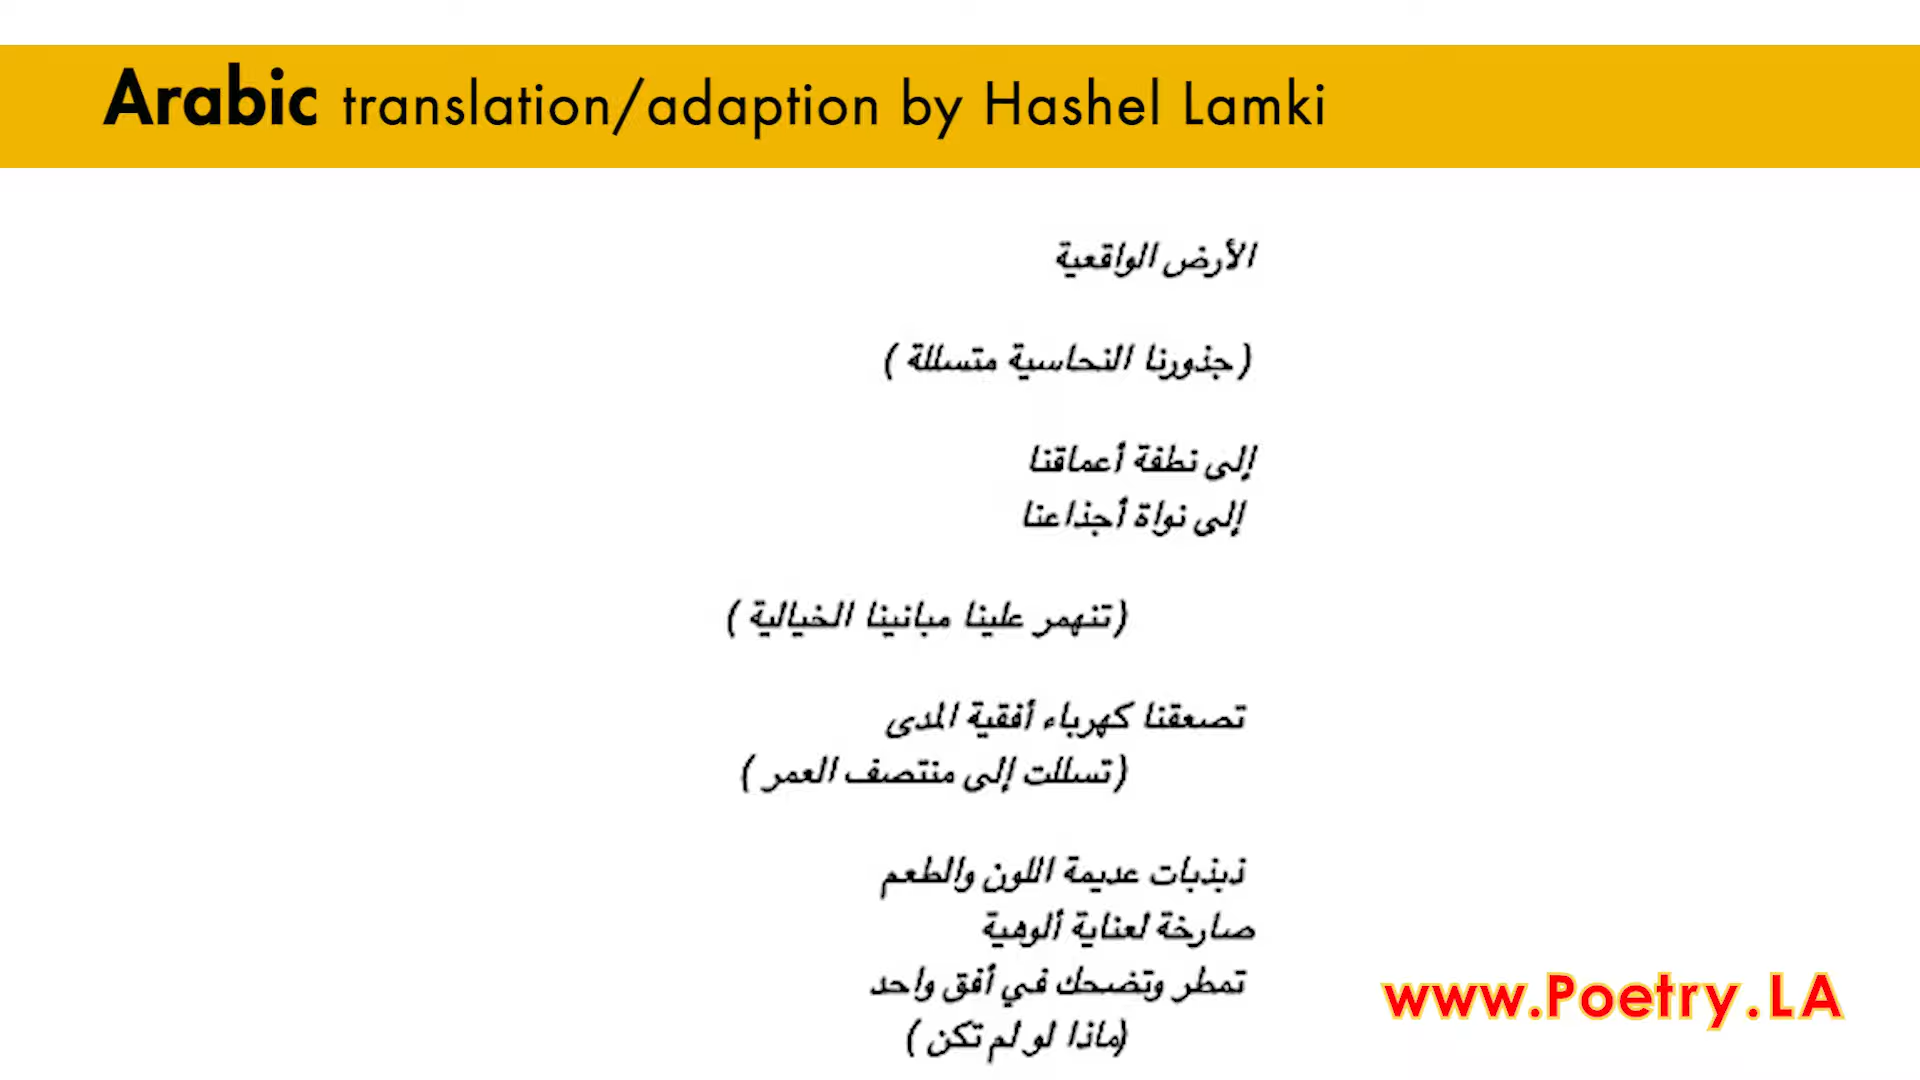 Arabic translation/adaption by Hashel Lamki
الأرض الواقعية
( جذورنا النحاسية متسللة )
إلى نطفة أعماقنا
إلى نواة أجذاعنا
( تنهمر علينا مبانينا الخيالية )
تصعقنا كهرباء أفقية المدى
( تسللت إلى منتصف العمر )
ذبذبات عديمة اللون والطعم
صارخة لعناية ألوهية
تمطر وتضحك في أفق واحد
(ماذا لو لم تكن )
www.Poetry.LA